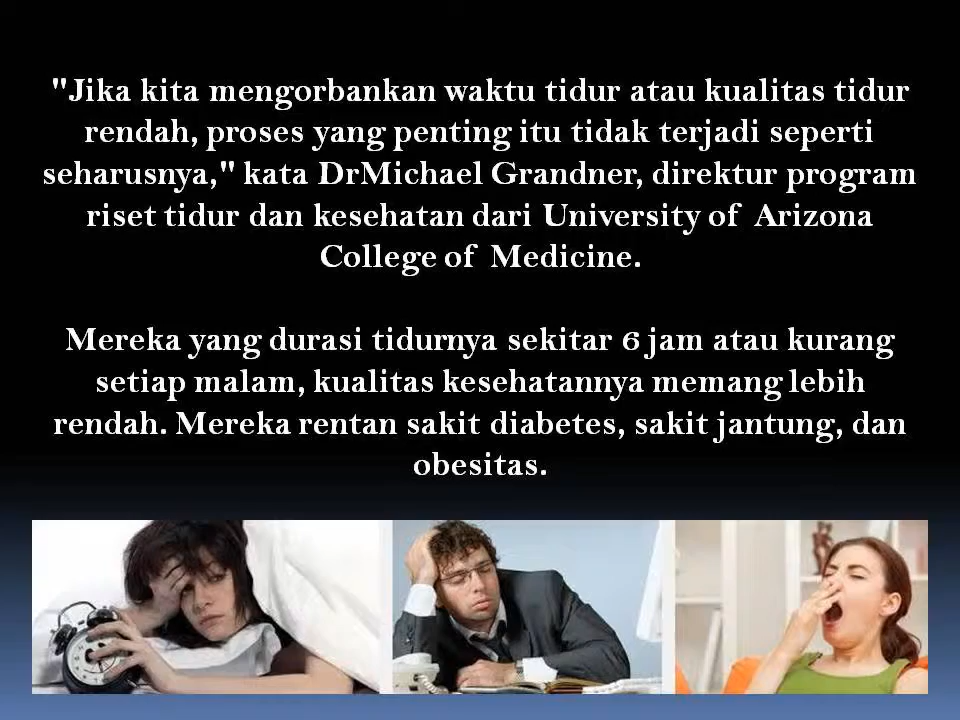 "Jika kita mengorbankan waktu tidur atau kualitas tidur
rendah, proses yang penting itu tidak terjadi seperti
seharusnya," kata DrMichael Grandner, direktur program
riset tidur dan kesehatan dari University of Arizona
College of Medicine.
Mereka yang durasi tidurnya sekitar 6 jam atau kurang
setiap malam, kualitas kesehatannya memang lebih
rendah. Mereka rentan sakit diabetes, sakit jantung, dan
obesitas.